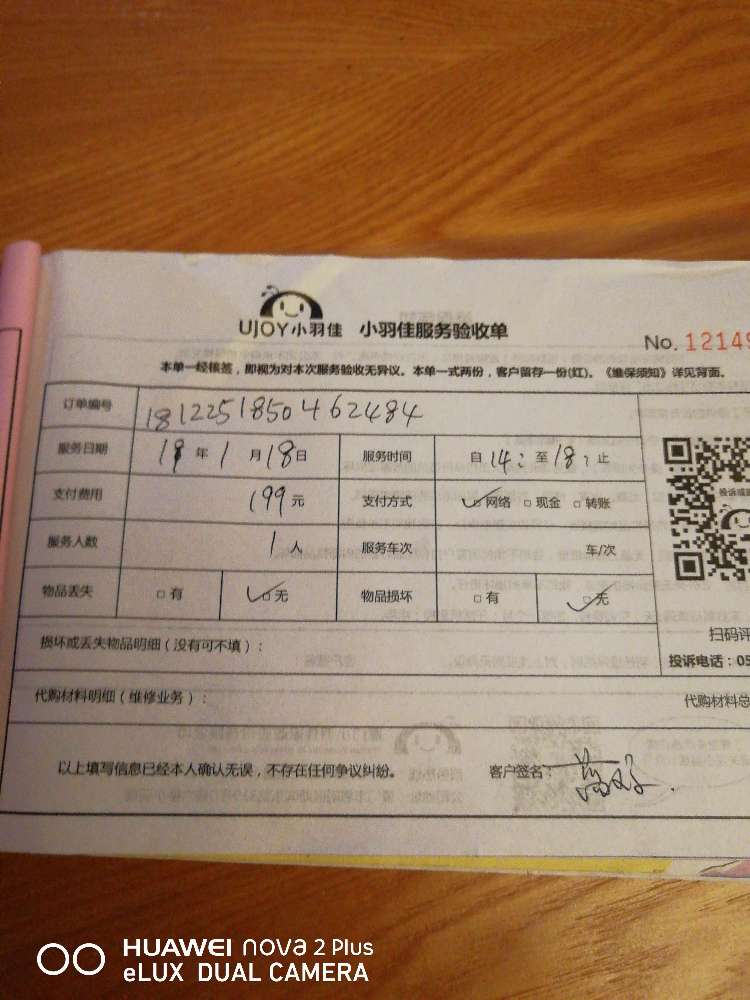 UJOY小羽佳 小羽佳服务验收单
No. 12149
本单一经核签，即视为对本次服务验收无异议。本单一式两份，客户留存一份(红)。《维保须知》详见背面。
订单编号 1812251850462484
服务日期 19年1月18日 服务时间 自14：至18：止
支付费用 199元 支付方式 ☑网络 □现金 □转账
投诉或
服务人数 1人 服务车次 车/次
物品丢失 □有 ☑无 物品损坏 □有 ☑无
扫码评
损坏或丢失物品明细（没有可不填）：
投诉电话：05
代购材料明细（维修业务）：
代购材料总
以上填写信息已经本人确认无误，不存在任何争议纠纷。 客户签名：
HUAWEI nova 2 Plus
eLUX DUAL CAMERA